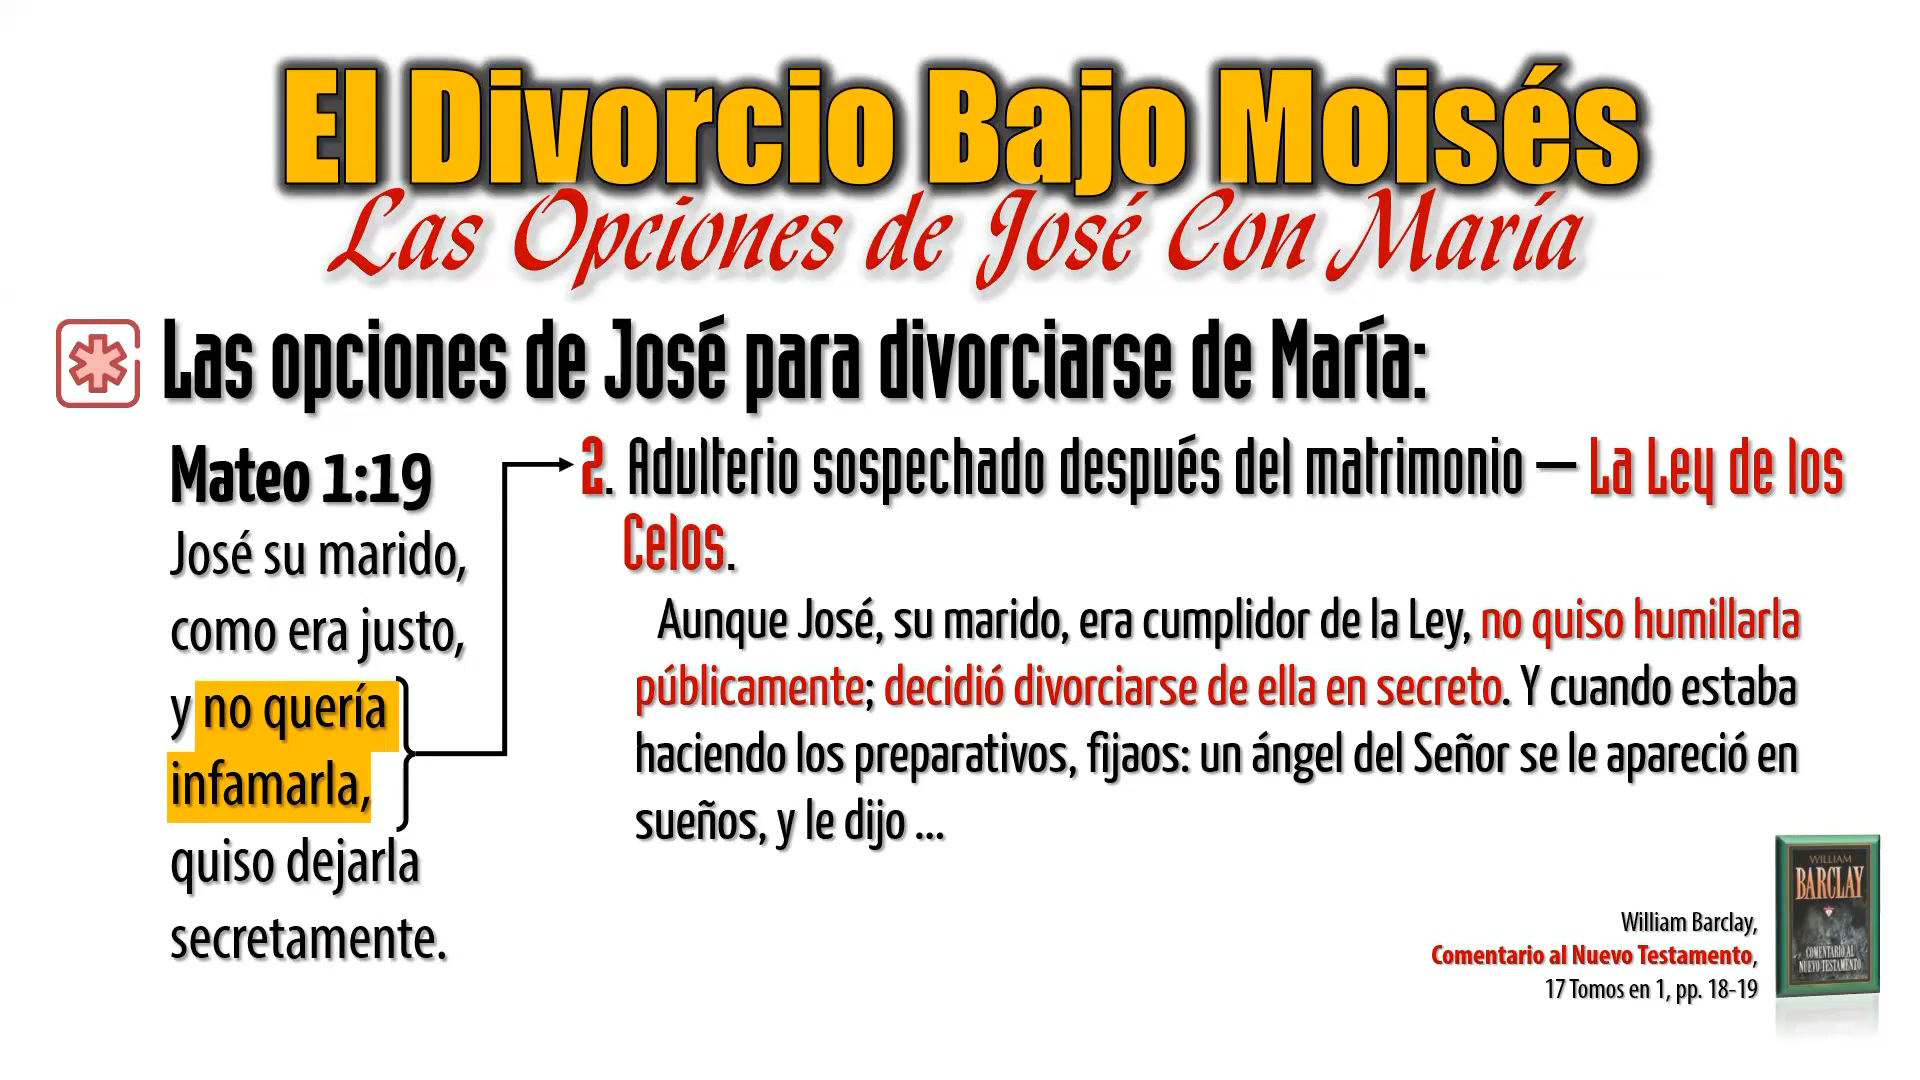 El Divorcio Bajo Moisés
Las Opciones de José Con María
Las opciones de José para divorciarse de María:
Mateo 1:19
José su marido,
como era justo,
y no quería
infamarla,
quiso dejarla
secretamente.
2. Adulterio sospechado después del matrimonio – La Ley de los
Celos.
Aunque José, su marido, era cumplidor de la Ley, no quiso humillarla
públicamente; decidió divorciarse de ella en secreto. Y cuando estaba
haciendo los preparativos, fijaos: un ángel del Señor se le apareció en
sueños, y le dijo ...
William Barclay,
Comentario al Nuevo Testamento,
17 Tomos en 1, pp. 18-19
WILLIAM
BARCLAY
COMENTARIO AL
NUEVO TESTAMENTO